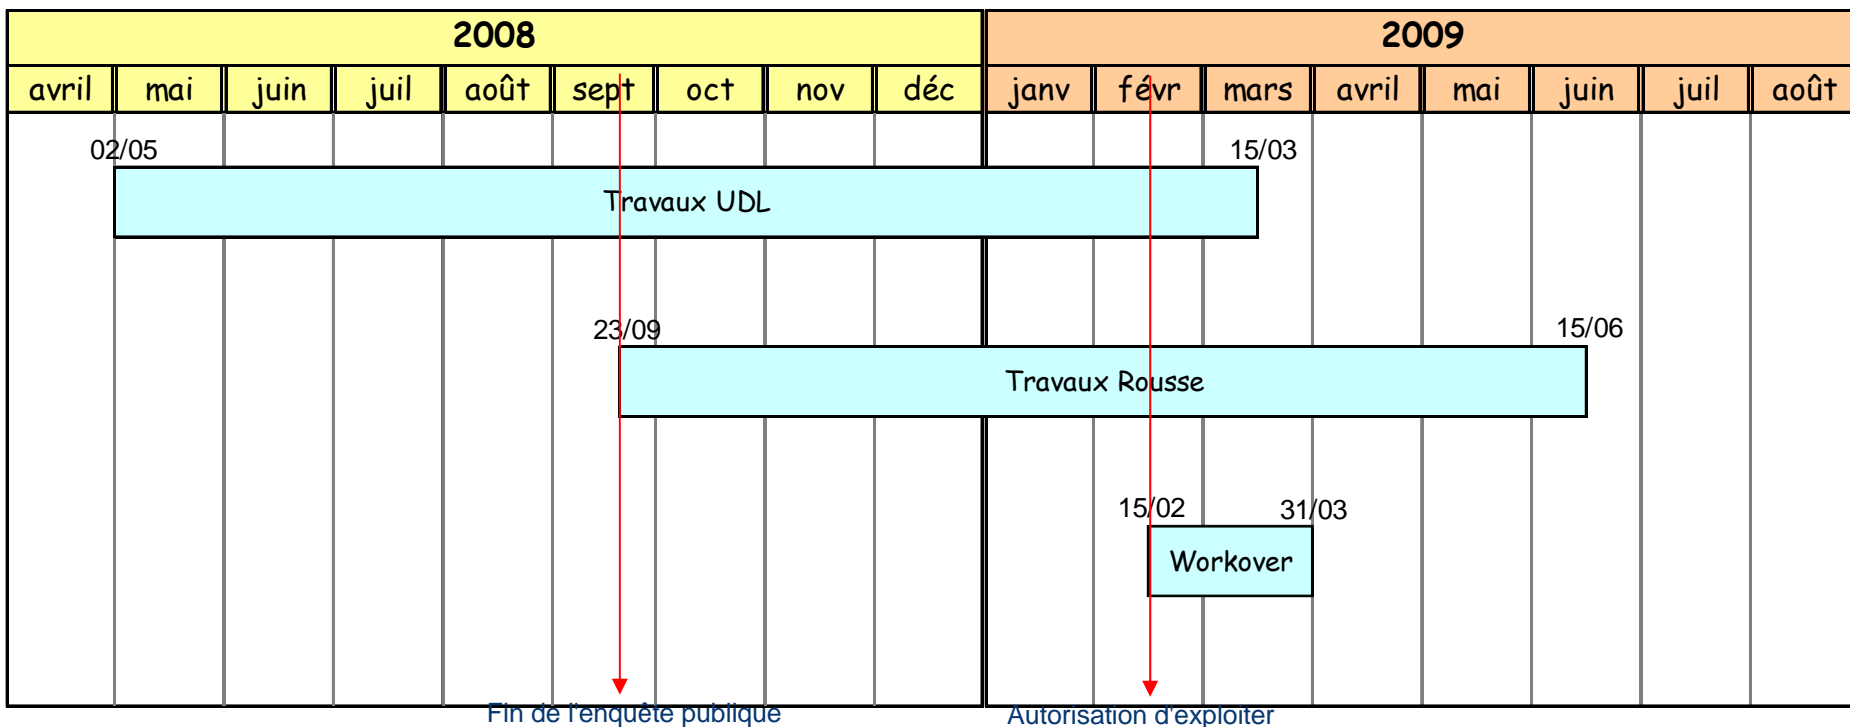 2008 2009
avril mai juin juil août sept oct nov déc janv févr mars avril mai juin juil août
02/05 15/03
Travaux UDL
23/09 15/06
Travaux Rousse
15/02 31/03
Workover
Fin de l'enquête publique Autorisation d'exploiter